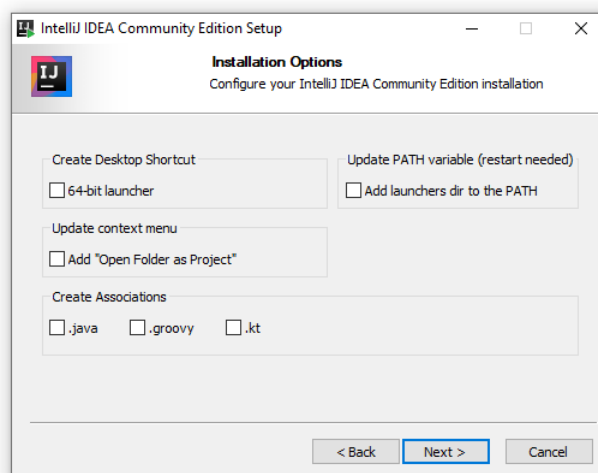 IntelliJ IDEA Community Edition Setup
IJ
Installation Options
Configure your IntelliJ IDEA Community Edition installation
Create Desktop Shortcut
64-bit launcher
Update PATH variable (restart needed)
Add launchers dir to the PATH
Update context menu
Add "Open Folder as Project"
Create Associations
.java .groovy .kt
< Back Next > Cancel